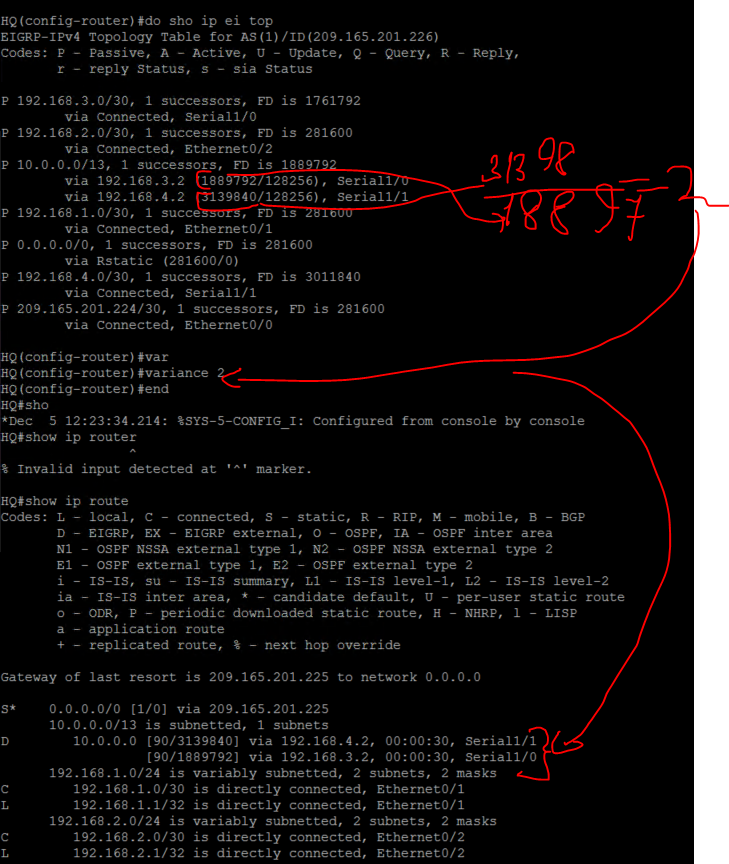 HQ(config-router)#do sho ip ei top
EIGRP-IPv4 Topology Table for AS(1)/ID(209.165.201.226)
Codes: P - Passive, A - Active, U - Update, Q - Query, R - Reply,
r - reply Status, s - sia Status
P 192.168.3.0/30, 1 successors, FD is 1761792
via Connected, Serial1/0
P 192.168.2.0/30, 1 successors, FD is 281600
via Connected, Ethernet0/2
P 10.0.0.0/13, 1 successors, FD is 1889792
via 192.168.3.2 (1889792/128256), Serial1/0
via 192.168.4.2 (3139840/128256), Serial1/1
P 192.168.1.0/30, 1 successors, FD is 281600
via Connected, Ethernet0/1
P 0.0.0.0/0, 1 successors, FD is 281600
via Rstatic (281600/0)
P 192.168.4.0/30, 1 successors, FD is 3011840
via Connected, Serial1/1
P 209.165.201.224/30, 1 successors, FD is 281600
via Connected, Ethernet0/0
313 98
188 97
HQ(config-router)#var
HQ(config-router)#variance 2
HQ(config-router)#end
HQ#sho
*Dec  5 12:23:34.214: %SYS-5-CONFIG_I: Configured from console by console
HQ#show ip router
^
% Invalid input detected at '^' marker.
HQ#show ip route
Codes: L - local, C - connected, S - static, R - RIP, M - mobile, B - BGP
D - EIGRP, EX - EIGRP external, O - OSPF, IA - OSPF inter area
N1 - OSPF NSSA external type 1, N2 - OSPF NSSA external type 2
E1 - OSPF external type 1, E2 - OSPF external type 2
i - IS-IS, su - IS-IS summary, L1 - IS-IS level-1, L2 - IS-IS level-2
ia - IS-IS inter area, * - candidate default, U - per-user static route
o - ODR, P - periodic downloaded static route, H - NHRP, l - LISP
a - application route
+ - replicated route, % - next hop override
Gateway of last resort is 209.165.201.225 to network 0.0.0.0
S* 0.0.0.0/0 [1/0] via 209.165.201.225
10.0.0.0/13 is subnetted, 1 subnets
D 10.0.0.0 [90/3139840] via 192.168.4.2, 00:00:30, Serial1/1
[90/1889792] via 192.168.3.2, 00:00:30, Serial1/0
192.168.1.0/24 is variably subnetted, 2 subnets, 2 masks
C 192.168.1.0/30 is directly connected, Ethernet0/1
L 192.168.1.1/32 is directly connected, Ethernet0/1
192.168.2.0/24 is variably subnetted, 2 subnets, 2 masks
C 192.168.2.0/30 is directly connected, Ethernet0/2
L 192.168.2.1/32 is directly connected, Ethernet0/2